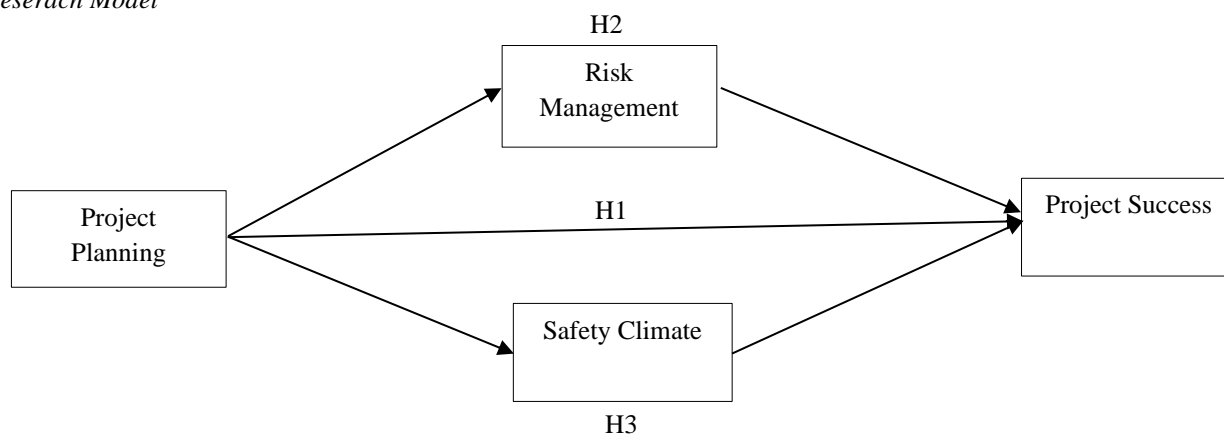 eserach Model
H2
Risk
Management
H1
Project
Planning
Project Success
Safety Climate
H3